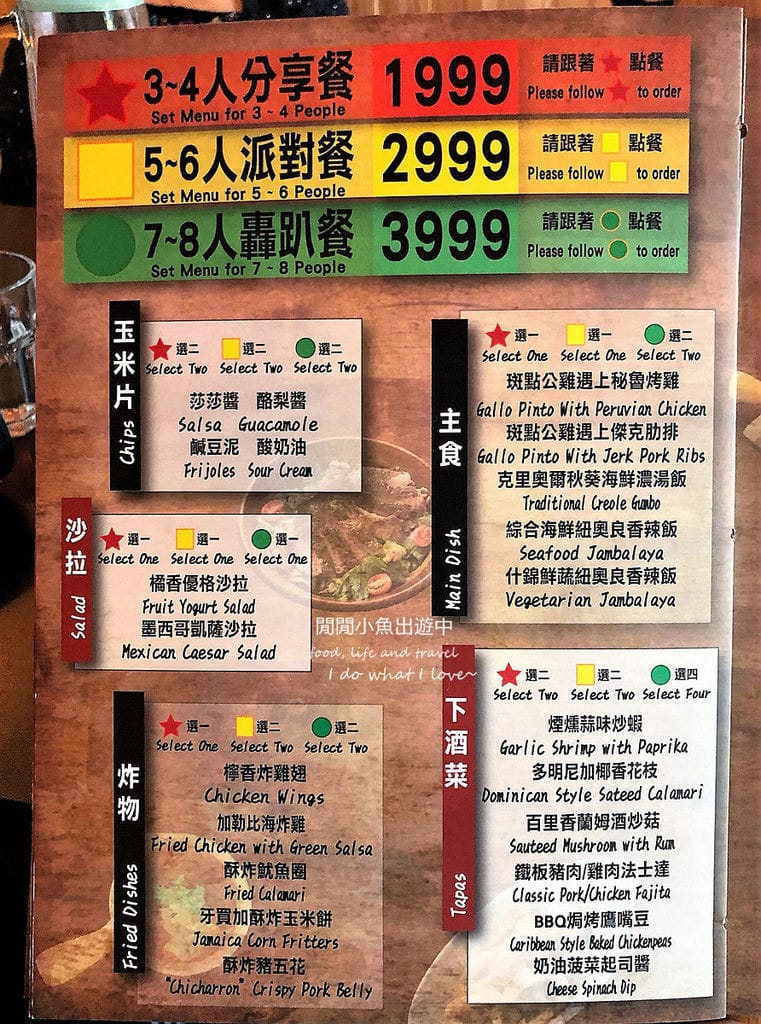 3~4人分享餐 1999 請跟著 點餐
Set Menu for 3 ~ 4 People Please follow to order
5~6人派對餐 2999 請跟著 點餐
Set Menu for 5 ~ 6 People Please follow to order
7~8人轟趴餐 3999 請跟著 點餐
Set Menu for 7 ~ 8 People Please follow to order
玉米片 Chips
選二 選二 選二
Select Two Select Two Select Two
莎莎醬 酪梨醬
Salsa Guacamole
鹹豆泥 酸奶油
Frijoles Sour Cream
沙拉 Salad
選一 選一 選一
Select One Select One Select One
橘香優格沙拉
Fruit Yogurt Salad
墨西哥凱薩沙拉
Mexican Caesar Salad
炸物 Fried Dishes
選一 選二 選二
Select One Select Two Select Two
檸香炸雞翅
Chicken Wings
加勒比海炸雞
Fried Chicken with Green Salsa
酥炸魷魚圈
Fried Calamari
牙買加酥炸玉米餅
Jamaica Corn Fritters
酥炸豬五花
"Chicharron" Crispy Pork Belly
主食 Main Dish
選一 選一 選二
Select One Select One Select Two
斑點公雞遇上秘魯烤雞
Gallo Pinto With Peruvian Chicken
斑點公雞遇上傑克肋排
Gallo Pinto With Jerk Pork Ribs
克里奧爾秋葵海鮮濃湯飯
Traditional Creole Gumbo
綜合海鮮紐奧良香辣飯
Seafood Jambalaya
什錦鮮蔬紐奧良香辣飯
Vegetarian Jambalaya
閒閒小魚出遊中
food, life and travel
I do what I love~
下酒菜 Tapas
選二 選二 選四
Select Two Select Two Select Four
煙燻蒜味炒蝦
Garlic Shrimp with Paprika
多明尼加椰香花枝
Dominican Style Sateed Calamari
百里香蘭姆酒炒菇
Sauteed Mushroom with Rum
鐵板豬肉/雞肉法士達
Classic Pork/Chicken Fajita
BBQ焗烤鷹嘴豆
Caribbean Style Baked Chickenpeas
奶油菠菜起司醬
Cheese Spinach Dip